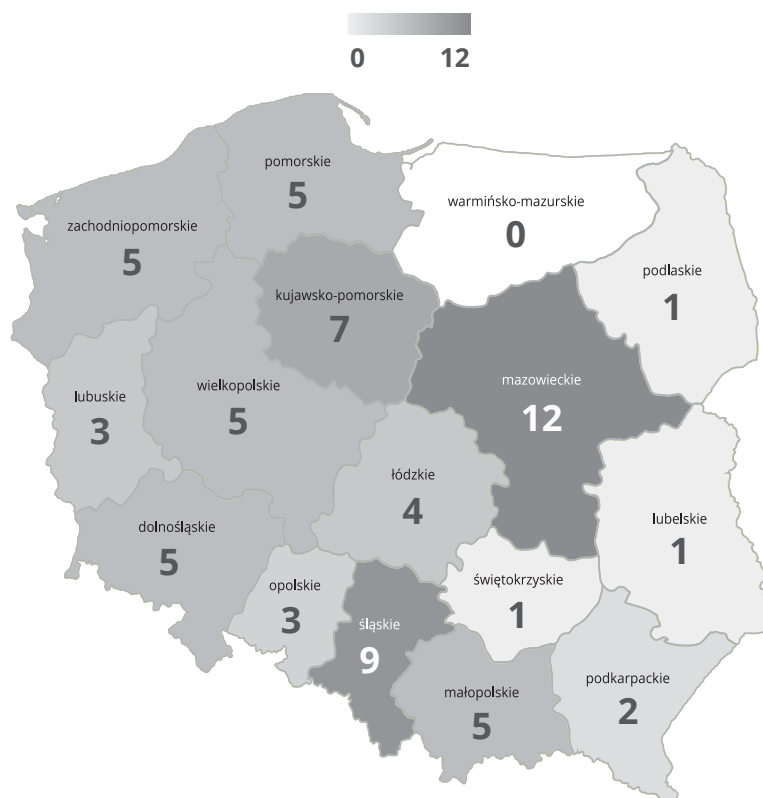 0 12
pomorskie
5
zachodniopomorskie
5
warmińsko-mazurskie
0
podlaskie
1
kujawsko-pomorskie
7
mazowieckie
12
wielkopolskie
5
lubuskie
3
łódzkie
4
lubelskie
1
dolnośląskie
5
opolskie
3
śląskie
9
świętokrzyskie
1
małopolskie
5
podkarpackie
2